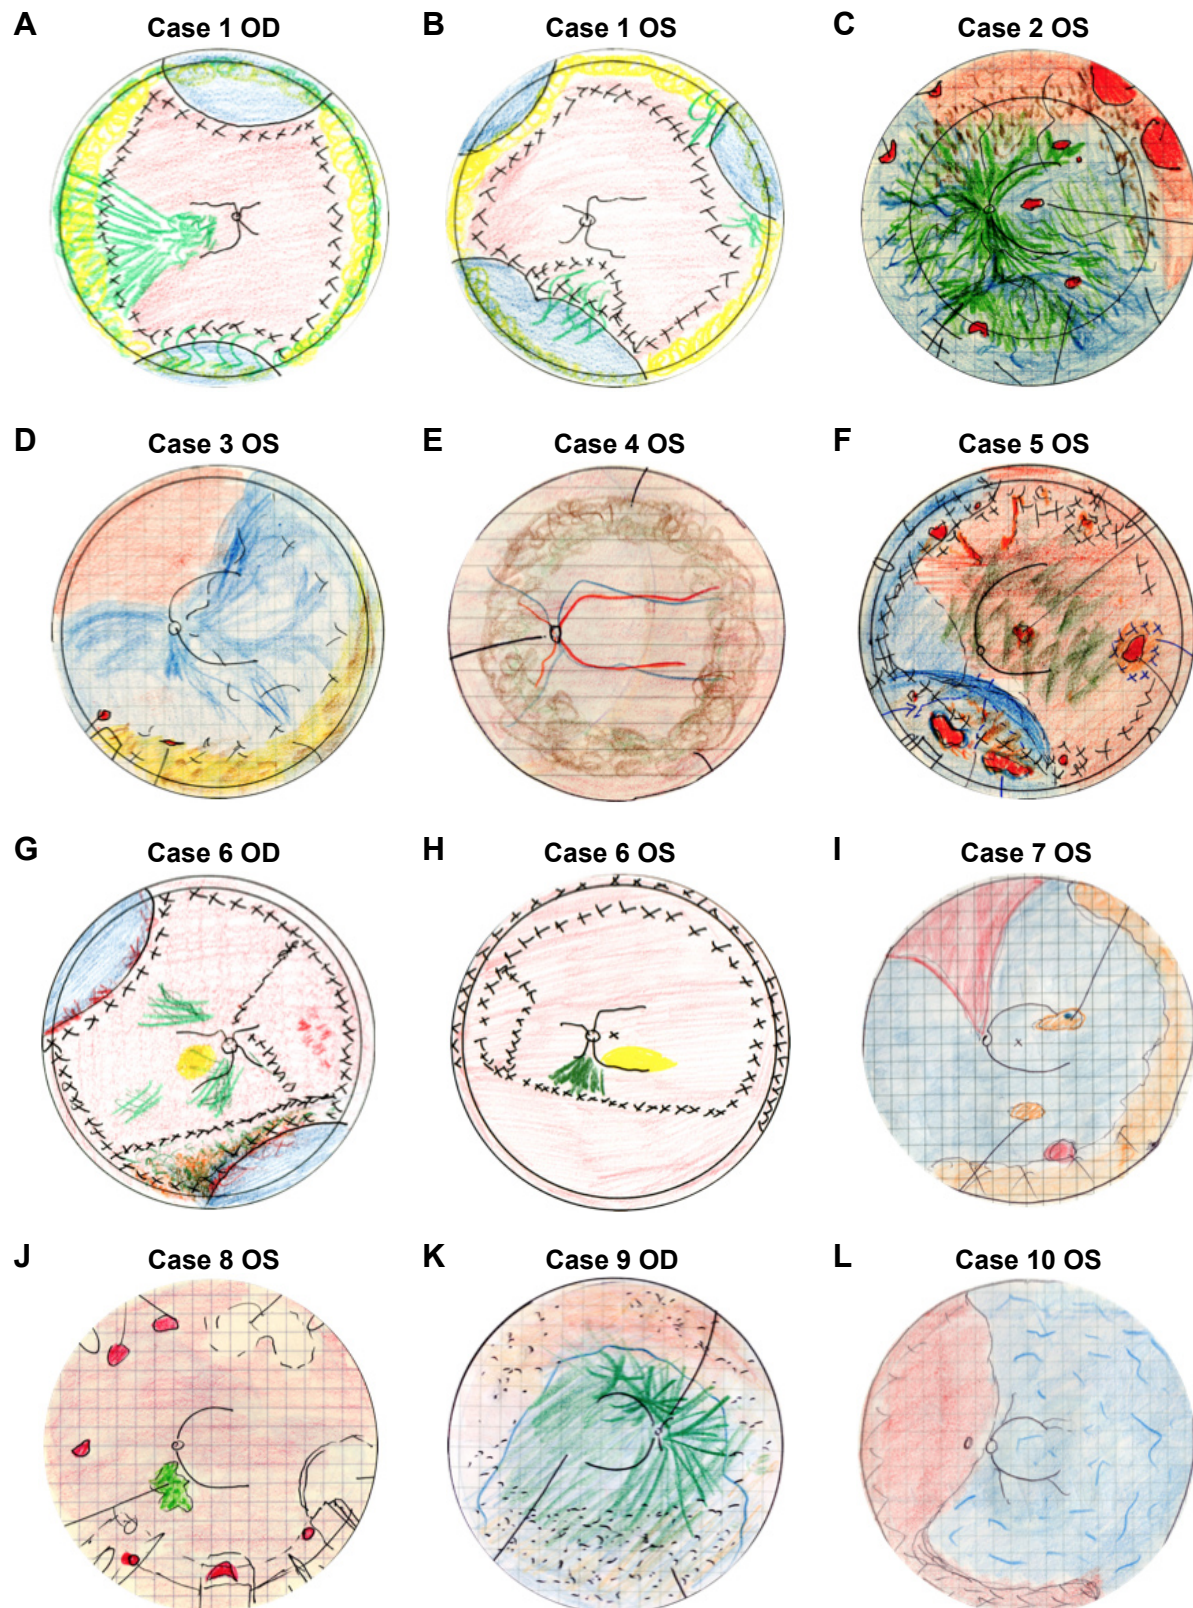 A Case 1 OD B Case 1 OS C Case 2 OS
D Case 3 OS E Case 4 OS F Case 5 OS
G Case 6 OD H Case 6 OS I Case 7 OS
J Case 8 OS K Case 9 OD L Case 10 OS